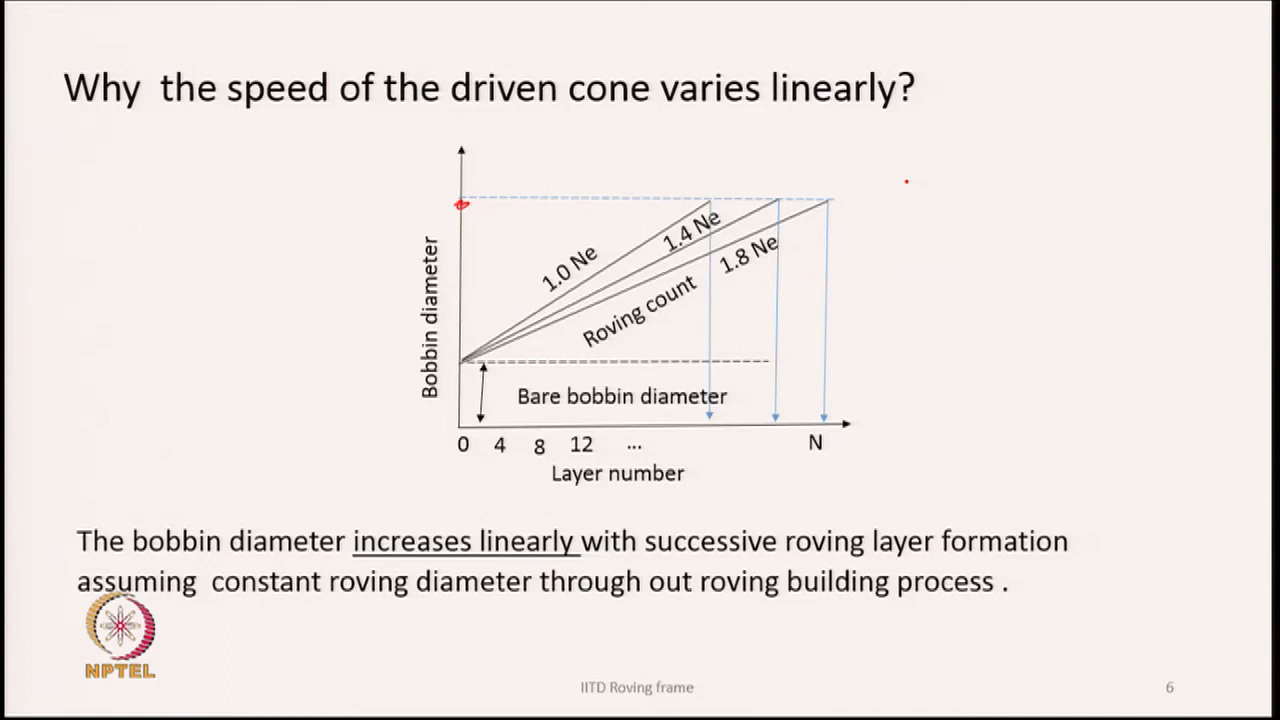 Why the speed of the driven cone varies linearly?
Bobbin diameter
1.0 Ne
1.4 Ne
1.8 Ne
Roving count
Bare bobbin diameter
0 4 8 12 ... N
Layer number
The bobbin diameter increases linearly with successive roving layer formation
assuming constant roving diameter through out roving building process .
NPTEL
IITD Roving frame
6